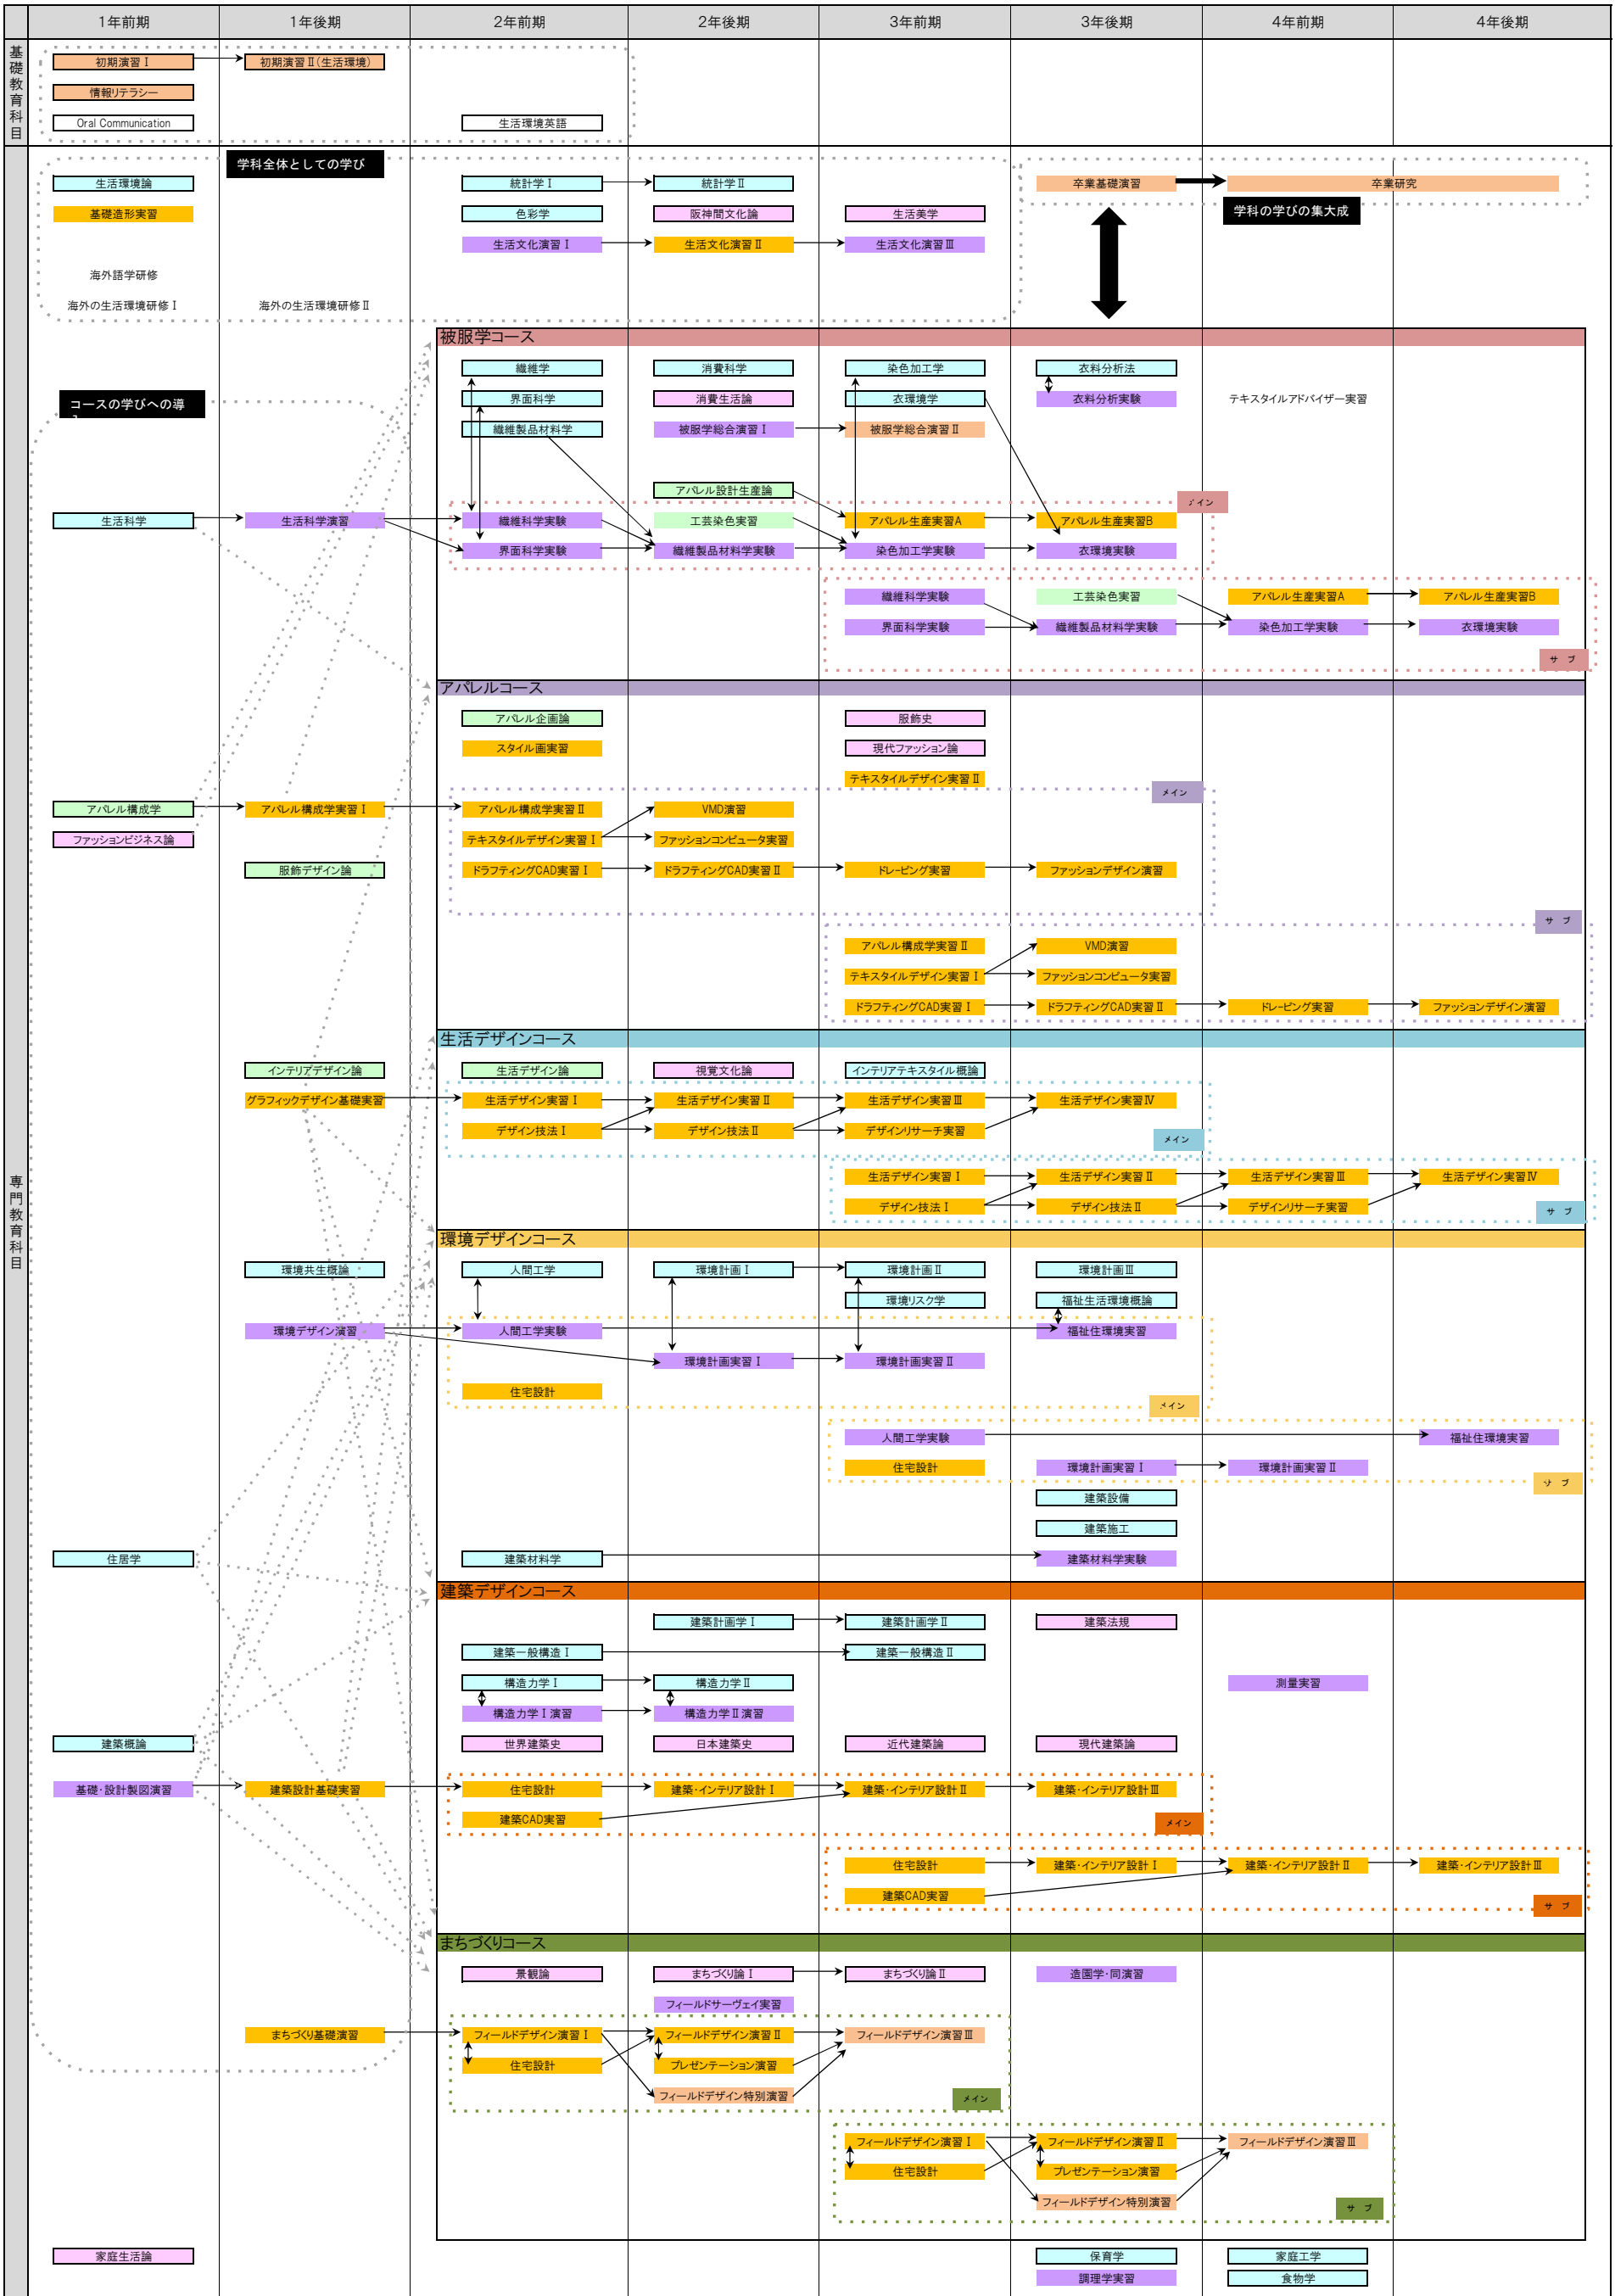 1年前期 1年後期 2年前期 2年後期 3年前期 3年後期 4年前期 4年後期
基礎教育科目
初期演習Ⅰ 初期演習Ⅱ(生活環境)
情報リテラシー
Oral Communication 生活環境英語
専門教育科目
学科全体としての学び
生活環境論 統計学Ⅰ 統計学Ⅱ 卒業基礎演習 卒業研究
基礎造形実習 色彩学 阪神間文化論 生活美学 学科の学びの集大成
生活文化演習Ⅰ 生活文化演習Ⅱ 生活文化演習Ⅲ
海外語学研修
海外の生活環境研修Ⅰ 海外の生活環境研修Ⅱ
被服学コース
繊維学 消費科学 染色加工学 衣料分析法
コースの学びへの導
界面科学 消費生活論 衣環境学 衣料分析実験 テキスタイルアドバイザー実習
繊維製品材料学 被服学総合演習Ⅰ 被服学総合演習Ⅱ
アパレル設計生産論
メイン
生活科学 生活科学演習 繊維科学実験 工芸染色実習 アパレル生産実習A アパレル生産実習B
界面科学実験 繊維製品材料学実験 染色加工学実験 衣環境実験
繊維科学実験 工芸染色実習 アパレル生産実習A アパレル生産実習B
界面科学実験 繊維製品材料学実験 染色加工学実験 衣環境実験
サ ブ
アパレルコース
アパレル企画論 服飾史
スタイル画実習 現代ファッション論
テキスタイルデザイン実習Ⅱ
メイン
アパレル構成学 アパレル構成学実習Ⅰ アパレル構成学実習Ⅱ VMD演習
ファッションビジネス論 テキスタイルデザイン実習Ⅰ ファッションコンピュータ実習
服飾デザイン論 ドラフティングCAD実習Ⅰ ドラフティングCAD実習Ⅱ ドレーピング実習 ファッションデザイン演習
サ ブ
アパレル構成学実習Ⅱ VMD演習
テキスタイルデザイン実習Ⅰ ファッションコンピュータ実習
ドラフティングCAD実習Ⅰ ドラフティングCAD実習Ⅱ ドレーピング実習 ファッションデザイン演習
生活デザインコース
インテリアデザイン論 生活デザイン論 視覚文化論 インテリアテキスタイル概論
グラフィックデザイン基礎実習 生活デザイン実習Ⅰ 生活デザイン実習Ⅱ 生活デザイン実習Ⅲ 生活デザイン実習Ⅳ
デザイン技法Ⅰ デザイン技法Ⅱ デザインリサーチ実習
メイン
生活デザイン実習Ⅰ 生活デザイン実習Ⅱ 生活デザイン実習Ⅲ 生活デザイン実習Ⅳ
デザイン技法Ⅰ デザイン技法Ⅱ デザインリサーチ実習
サ ブ
環境デザインコース
環境共生概論 人間工学 環境計画Ⅰ 環境計画Ⅱ 環境計画Ⅲ
環境リスク学 福祉生活環境概論
環境デザイン演習 人間工学実験 福祉住環境実習
環境計画実習Ⅰ 環境計画実習Ⅱ
住宅設計
メイン
人間工学実験 福祉住環境実習
住宅設計 環境計画実習Ⅰ 環境計画実習Ⅱ
サ ブ
建築設備
建築施工
住居学 建築材料学 建築材料学実験
建築デザインコース
建築計画学Ⅰ 建築計画学Ⅱ 建築法規
建築一般構造Ⅰ 建築一般構造Ⅱ
構造力学Ⅰ 構造力学Ⅱ 測量実習
構造力学Ⅰ演習 構造力学Ⅱ演習
建築概論 世界建築史 日本建築史 近代建築論 現代建築論
基礎・設計製図演習 建築設計基礎実習 住宅設計 建築・インテリア設計Ⅰ 建築・インテリア設計Ⅱ 建築・インテリア設計Ⅲ
建築CAD実習
メイン
住宅設計 建築・インテリア設計Ⅰ 建築・インテリア設計Ⅱ 建築・インテリア設計Ⅲ
建築CAD実習
サ ブ
まちづくりコース
景観論 まちづくり論Ⅰ まちづくり論Ⅱ 造園学・同演習
フィールドサーヴェイ実習
まちづくり基礎演習 フィールドデザイン演習Ⅰ フィールドデザイン演習Ⅱ フィールドデザイン演習Ⅲ
住宅設計 プレゼンテーション演習
フィールドデザイン特別演習
メイン
フィールドデザイン演習Ⅰ フィールドデザイン演習Ⅱ フィールドデザイン演習Ⅲ
住宅設計 プレゼンテーション演習
フィールドデザイン特別演習
サ ブ
家庭生活論 保育学 家庭工学
調理学実習 食物学